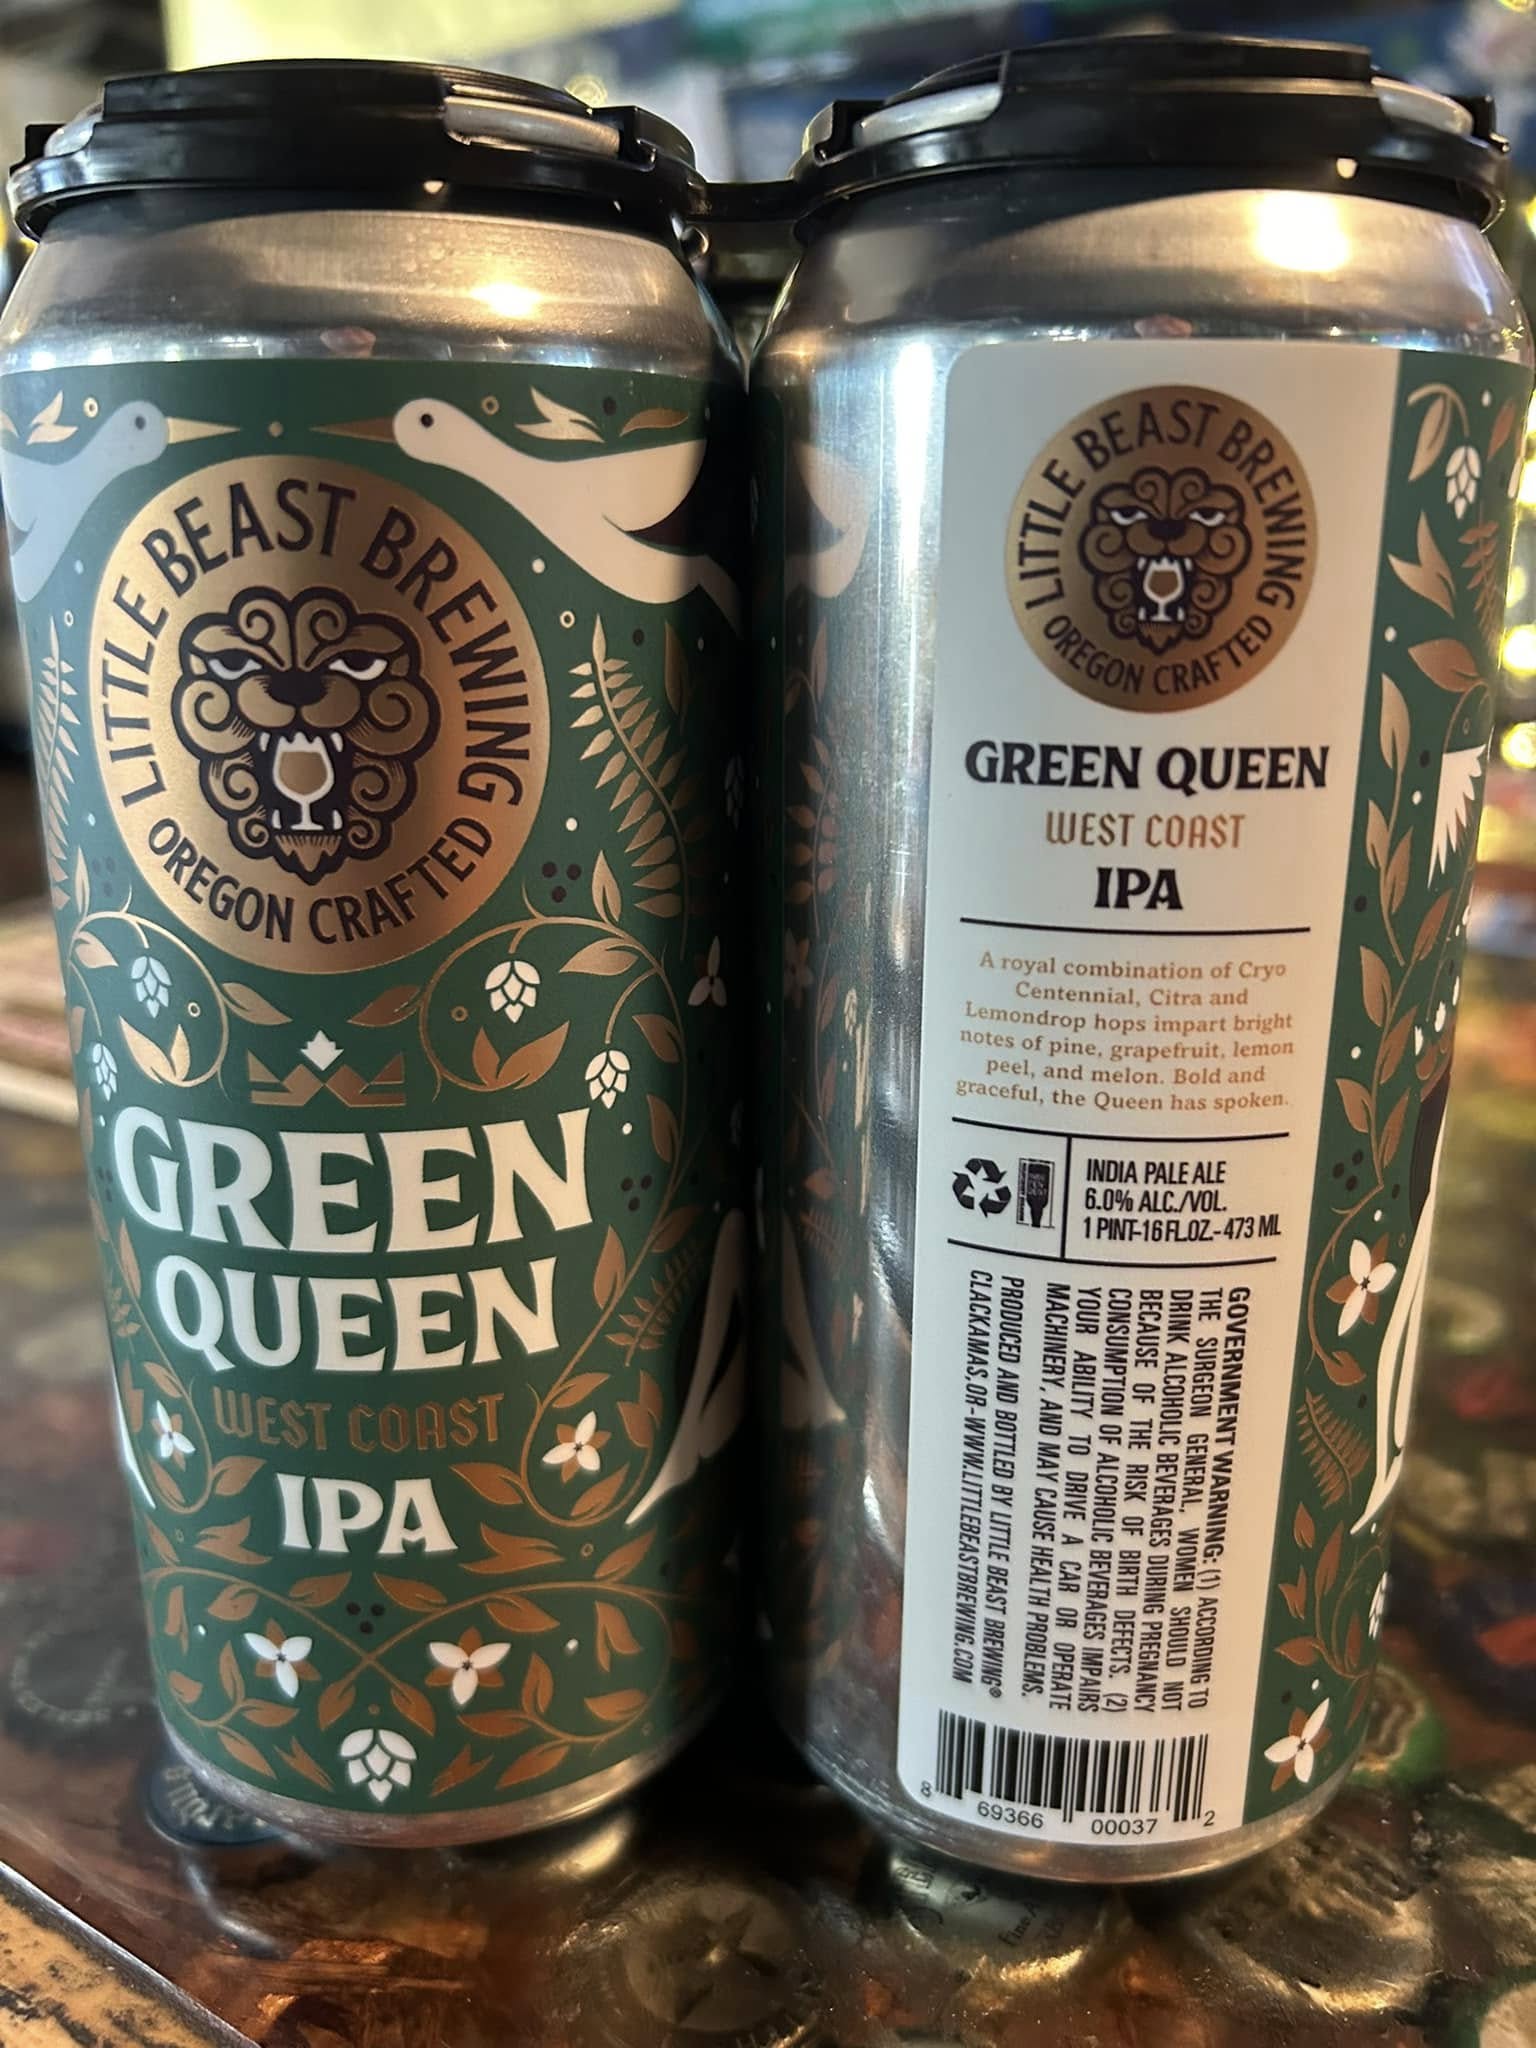 LITTLE BEAST BREWING
OREGON CRAFTED
GREEN
QUEEN
WEST COAST
IPA
LITTLE BEAST BREWING
OREGON CRAFTED
GREEN QUEEN
WEST COAST
IPA
A royal combination of Cryo
Centennial, Citra and
Lemondrop hops impart bright
notes of pine, grapefruit, lemon
peel, and melon. Bold and
graceful, the Queen has spoken.
INDIA PALE ALE
6.0% ALC./VOL.
1 PINT-16 FL.OZ.-473 ML
GOVERNMENT WARNING: (1) ACCORDING TO
THE SURGEON GENERAL, WOMEN SHOULD NOT
DRINK ALCOHOLIC BEVERAGES DURING PREGNANCY
BECAUSE OF THE RISK OF BIRTH DEFECTS. (2)
CONSUMPTION OF ALCOHOLIC BEVERAGES IMPAIRS
YOUR ABILITY TO DRIVE A CAR OR OPERATE
MACHINERY, AND MAY CAUSE HEALTH PROBLEMS.
PRODUCED AND BOTTLED BY LITTLE BEAST BREWING®
CLACKAMAS, OR-WWW.LITTLEBEASTBREWING.COM
8 69366 00037 2